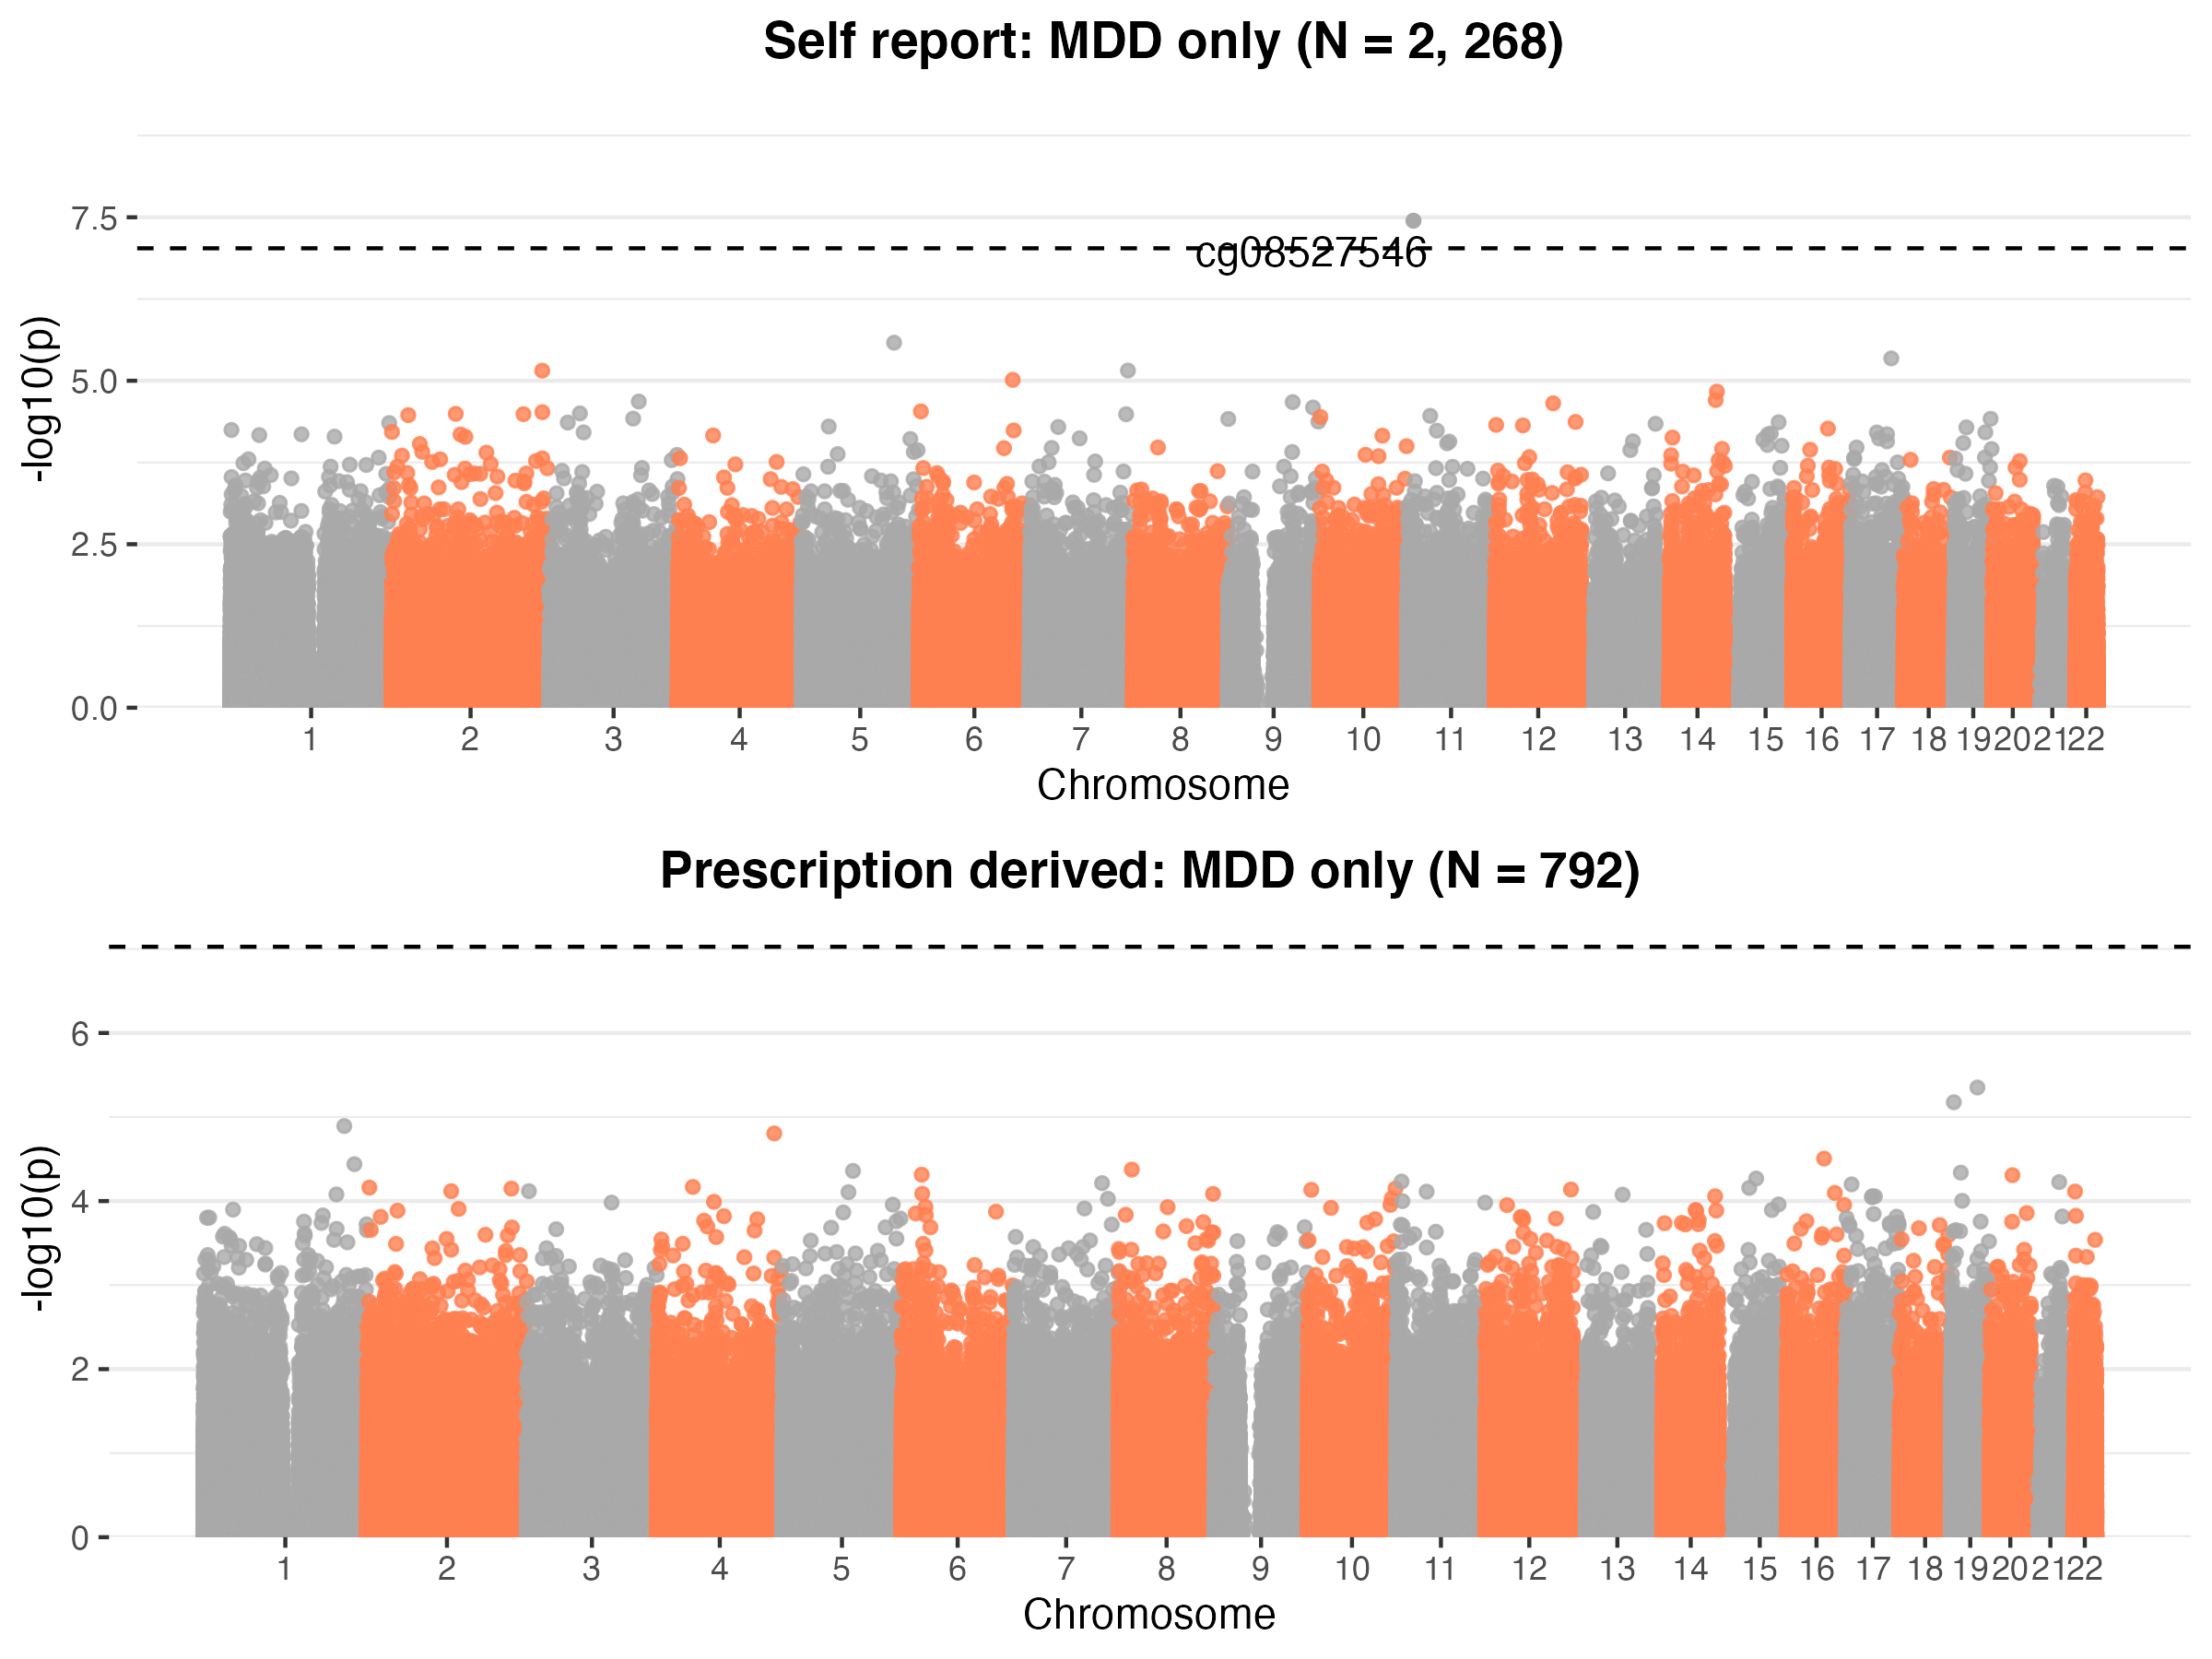 Self report: MDD only (N = 2, 268)
7.5
cg08527546
5.0
2.5
0.0
-log10(p)
1 2 3 4 5 6 7 8 9 10 11 12 13 14 15 16 17 18 19 20 21 22
Chromosome
Prescription derived: MDD only (N = 792)
6
4
2
0
-log10(p)
1 2 3 4 5 6 7 8 9 10 11 12 13 14 15 16 17 18 19 20 21 22
Chromosome